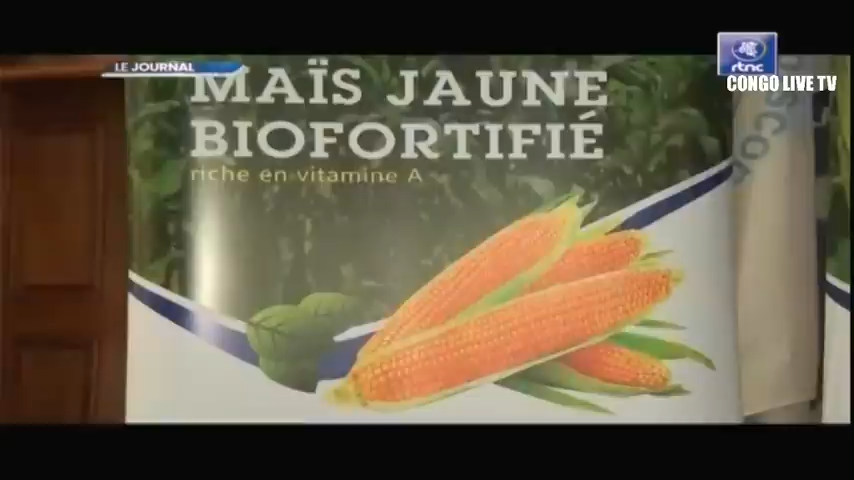 LE JOURNAL
rtnc
CONGO LIVE TV
MAÏS JAUNE
BIOFORTIFIÉ
riche en vitamine A